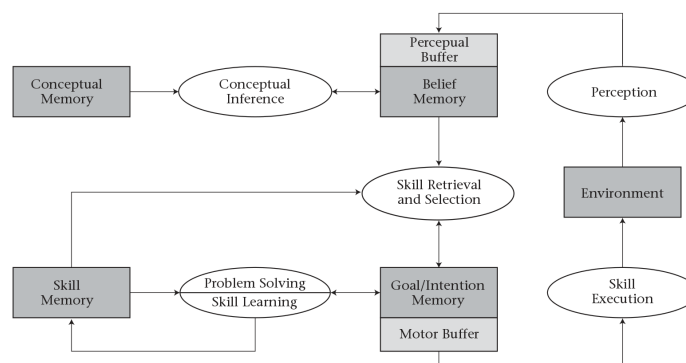 Percepual
Buffer
Conceptual
Memory
Conceptual
Inference
Belief
Memory
Perception
Skill Retrieval
and Selection
Environment
Skill
Memory
Problem Solving
Skill Learning
Goal/Intention
Memory
Motor Buffer
Skill
Execution